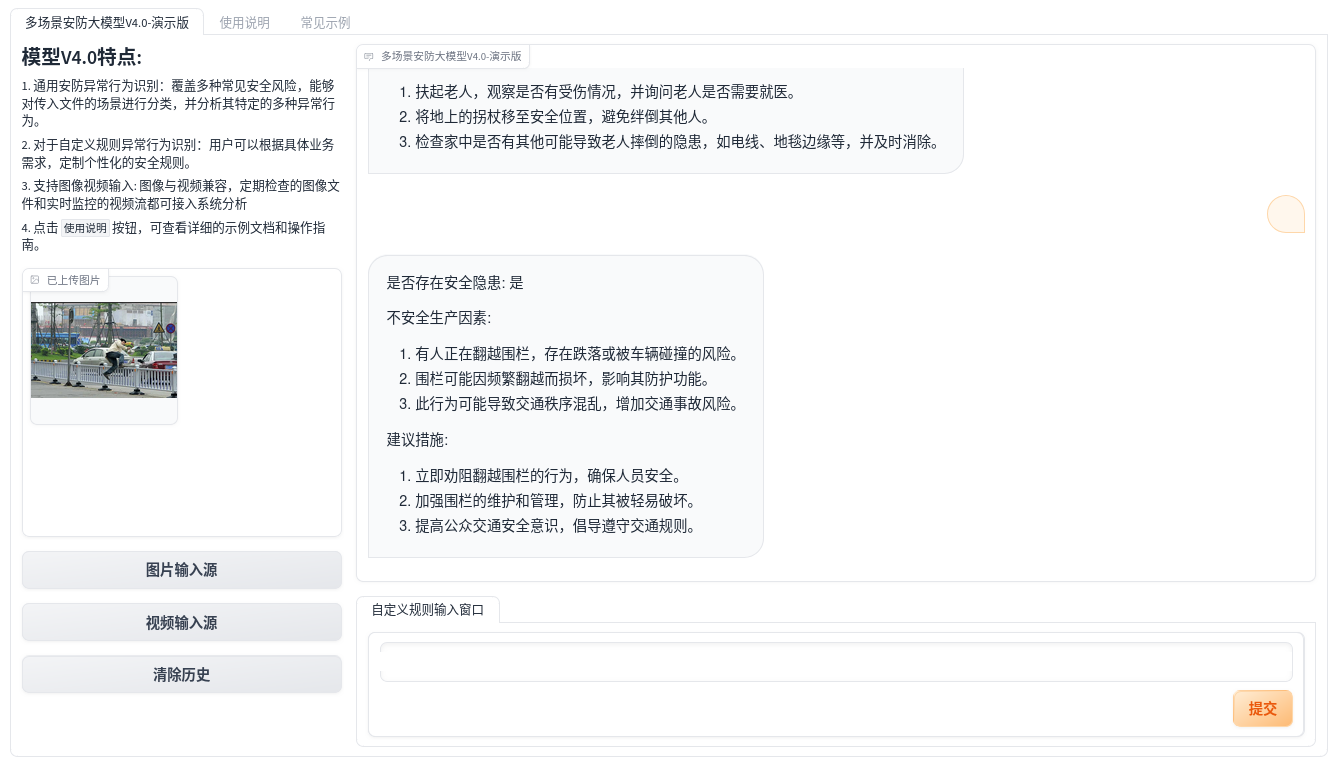 多场景安防大模型V4.0-演示版
使用说明
常见示例
模型V4.0特点:
1. 通用安防异常行为识别：覆盖多种常见安全风险，能够
对传入文件的场景进行分类，并分析其特定的多种异常行
为。
2. 对于自定义规则异常行为识别：用户可以根据具体业务
需求，定制个性化的安全规则。
3. 支持图像视频输入: 图像与视频兼容，定期检查的图像文
件和实时监控的视频流都可接入系统分析
4. 点击 使用说明 按钮，可查看详细的示例文档和操作指
南。
已上传图片
图片输入源
视频输入源
清除历史
多场景安防大模型V4.0-演示版
1. 扶起老人，观察是否有受伤情况，并询问老人是否需要就医。
2. 将地上的拐杖移至安全位置，避免绊倒其他人。
3. 检查家中是否有其他可能导致老人摔倒的隐患，如电线、地毯边缘等，并及时消除。
是否存在安全隐患: 是
不安全生产因素:
1. 有人正在翻越围栏，存在跌落或被车辆碰撞的风险。
2. 围栏可能因频繁翻越而损坏，影响其防护功能。
3. 此行为可能导致交通秩序混乱，增加交通事故风险。
建议措施:
1. 立即劝阻翻越围栏的行为，确保人员安全。
2. 加强围栏的维护和管理，防止其被轻易破坏。
3. 提高公众交通安全意识，倡导遵守交通规则。
自定义规则输入窗口
提交